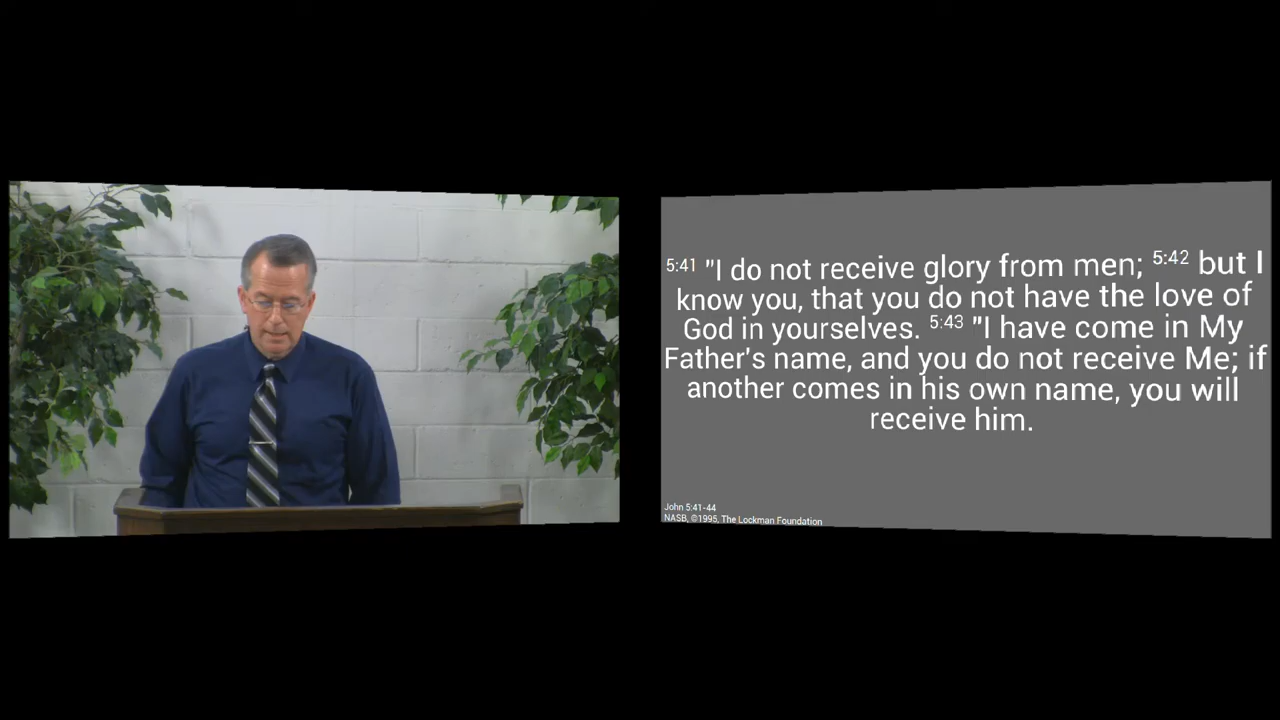 5:41 "I do not receive glory from men; 5:42 but I
know you, that you do not have the love of
God in yourselves. 5:43 "I have come in My
Father's name, and you do not receive Me; if
another comes in his own name, you will
receive him.
John 5:41-44
NASB, ©1995, The Lockman Foundation